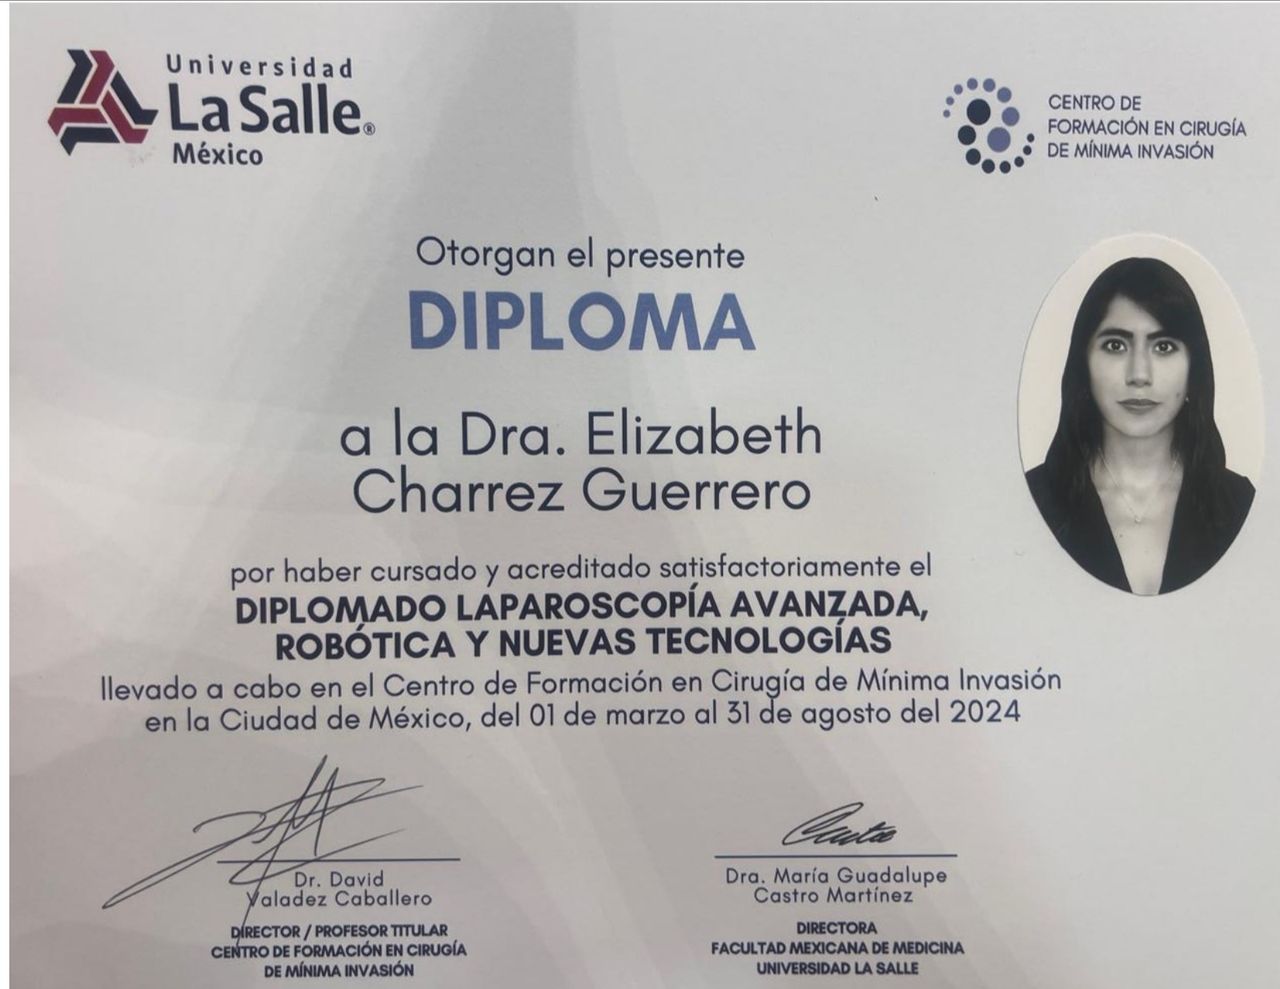 Universidad
La Salle®
México
CENTRO DE
FORMACIÓN EN CIRUGÍA
DE MÍNIMA INVASIÓN
Otorgan el presente
DIPLOMA
a la Dra. Elizabeth
Charrez Guerrero
por haber cursado y acreditado satisfactoriamente el
DIPLOMADO LAPAROSCOPÍA AVANZADA,
ROBÓTICA Y NUEVAS TECNOLOGÍAS
llevado a cabo en el Centro de Formación en Cirugía de Mínima Invasión
en la Ciudad de México, del 01 de marzo al 31 de agosto del 2024
Dr. David
Valadez Caballero
DIRECTOR / PROFESOR TITULAR
CENTRO DE FORMACIÓN EN CIRUGÍA
DE MÍNIMA INVASIÓN
Dra. María Guadalupe
Castro Martínez
DIRECTORA
FACULTAD MEXICANA DE MEDICINA
UNIVERSIDAD LA SALLE